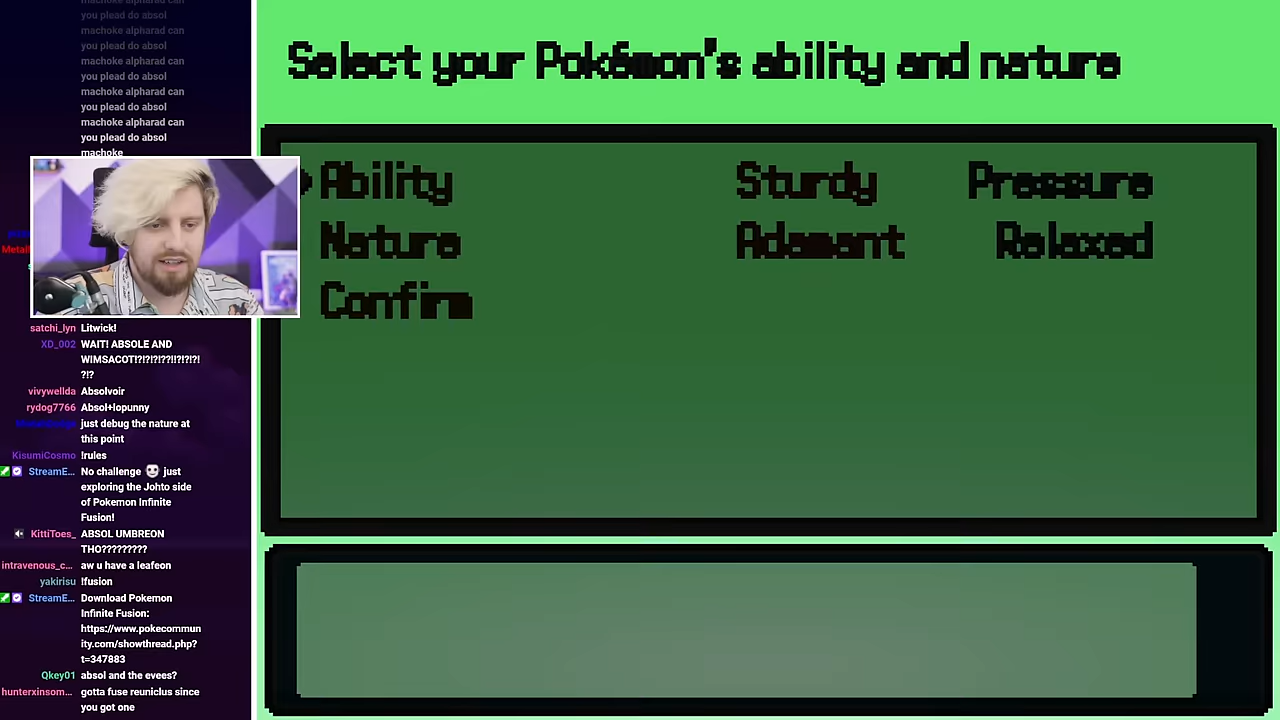 you plead do absol
machoke alpharad can
you plead do absol
machoke alpharad can
you plead do absol
machoke alpharad can
you plead do absol
machoke alpharad can
you plead do absol
machoke
satchi_lyn Litwick!
XD_002 WAIT! ABSOLE AND
WIMSACOT!?!?!?!??!!?!?!?!
?!?
vivywellda Absolvoir
rydog7766 Absol+lopunny
just debug the nature at
this point
KisumiCosmo !rules
StreamE... No challenge just
exploring the Johto side
of Pokemon Infinite
Fusion!
KittiToes_ ABSOL UMBREON
THO?????????
intravenous_c... aw u have a leafeon
yakirisu !fusion
StreamE... Download Pokemon
Infinite Fusion:
https://www.pokecommun
ity.com/showthread.php?
t=347883
Qkey01 absol and the evees?
hunterxinsom... gotta fuse reuniclus since
you got one
Select your Pokémon's ability and nature
Ability Sturdy Pressure
Nature Adamant Relaxed
Confirm